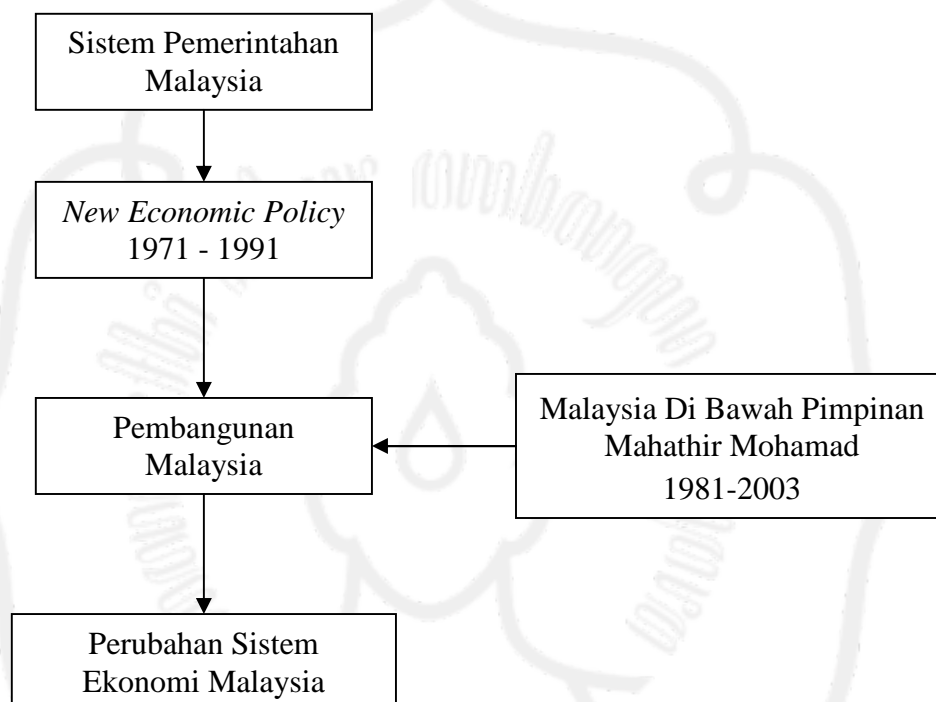 Sistem Pemerintahan
Malaysia
New Economic Policy
1971 - 1991
Pembangunan
Malaysia
Malaysia Di Bawah Pimpinan
Mahathir Mohamad
1981-2003
Perubahan Sistem
Ekonomi Malaysia